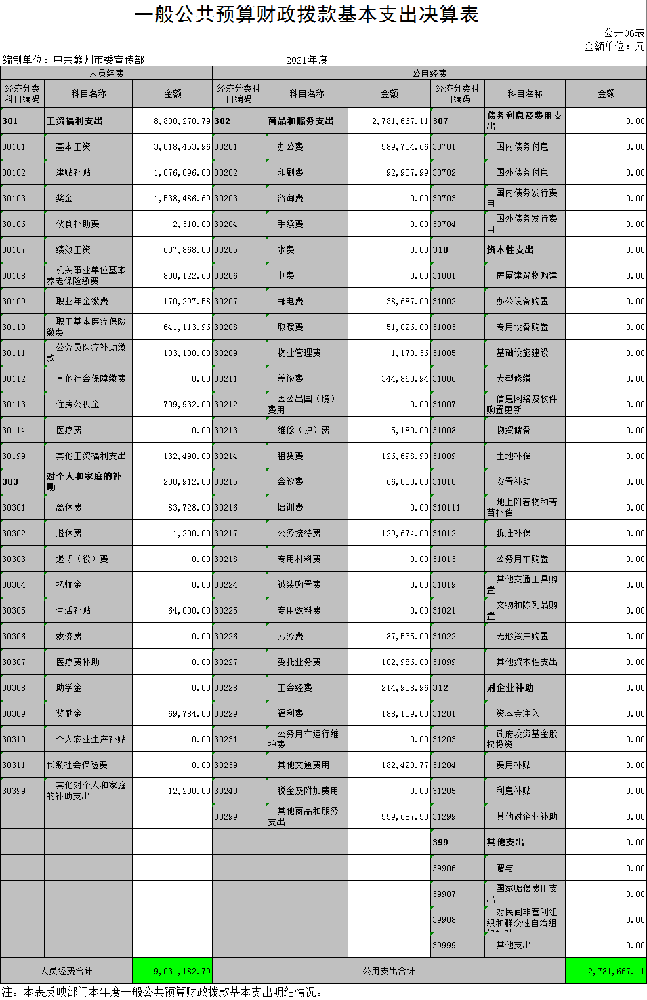 一般公共预算财政拨款基本支出决算表
公开06表
金额单位：元
编制单位：中共赣州市委宣传部 2021年度
人员经费 公用经费
经济分类科目编码 科目名称 金额 经济分类科目编码 科目名称 金额 经济分类科目编码 科目名称 金额
301 工资福利支出 8,800,270.79 302 商品和服务支出 2,781,667.11 307 债务利息及费用支出 0.00
30101 基本工资 3,018,453.96 30201 办公费 589,704.66 30701 国内债务付息 0.00
30102 津贴补贴 1,076,096.00 30202 印刷费 92,937.99 30702 国外债务付息 0.00
30103 奖金 1,538,486.69 30203 咨询费 0.00 30703 国内债务发行费用 0.00
30106 伙食补助费 2,310.00 30204 手续费 0.00 30704 国外债务发行费用 0.00
30107 绩效工资 607,868.00 30205 水费 0.00 310 资本性支出 0.00
30108 机关事业单位基本养老保险缴费 800,122.60 30206 电费 0.00 31001 房屋建筑物购建 0.00
30109 职业年金缴费 170,297.58 30207 邮电费 38,687.00 31002 办公设备购置 0.00
30110 职工基本医疗保险缴费 641,113.96 30208 取暖费 51,026.00 31003 专用设备购置 0.00
30111 公务员医疗补助缴款 103,100.00 30209 物业管理费 1,170.36 31005 基础设施建设 0.00
30112 其他社会保障缴费 0.00 30211 差旅费 344,860.94 31006 大型修缮 0.00
30113 住房公积金 709,932.00 30212 因公出国（境）费用 0.00 31007 信息网络及软件购置更新 0.00
30114 医疗费 0.00 30213 维修（护）费 5,180.00 31008 物资储备 0.00
30199 其他工资福利支出 132,490.00 30214 租赁费 126,698.90 31009 土地补偿 0.00
303 对个人和家庭的补助 230,912.00 30215 会议费 66,000.00 31010 安置补助 0.00
30301 离休费 83,728.00 30216 培训费 0.00 310111 地上附着物和青苗补偿 0.00
30302 退休费 1,200.00 30217 公务接待费 129,674.00 31012 拆迁补偿 0.00
30303 退职（役）费 0.00 30218 专用材料费 0.00 31013 公务用车购置 0.00
30304 抚恤金 0.00 30224 被装购置费 0.00 31019 其他交通工具购置 0.00
30305 生活补贴 64,000.00 30225 专用燃料费 0.00 31021 文物和陈列品购置 0.00
30306 救济费 0.00 30226 劳务费 87,535.00 31022 无形资产购置 0.00
30307 医疗费补助 0.00 30227 委托业务费 102,986.00 31099 其他资本性支出 0.00
30308 助学金 0.00 30228 工会经费 214,958.96 312 对企业补助 0.00
30309 奖励金 69,784.00 30229 福利费 188,139.00 31201 资本金注入 0.00
30310 个人农业生产补贴 0.00 30231 公务用车运行维护费 0.00 31203 政府投资基金股权投资 0.00
30311 代缴社会保险费 0.00 30239 其他交通费用 182,420.77 31204 费用补贴 0.00
30399 其他对个人和家庭的补助支出 12,200.00 30240 税金及附加费用 0.00 31205 利息补贴 0.00
30299 其他商品和服务支出 559,687.53 31299 其他对企业补助 0.00
399 其他支出 0.00
39906 赠与 0.00
39907 国家赔偿费用支出 0.00
39908 对民间非营利组织和群众性自治组 0.00
39999 其他支出 0.00
人员经费合计 9,031,182.79 公用支出合计 2,781,667.11
注：本表反映部门本年度一般公共预算财政拨款基本支出明细情况。